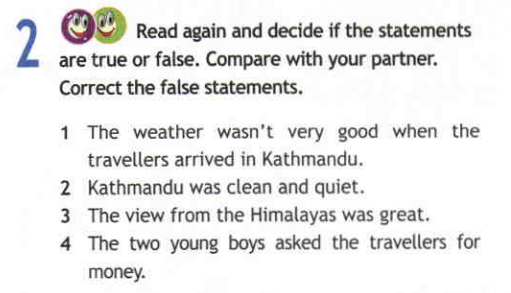 2
Read again and decide if the statements
are true or false. Compare with your partner.
Correct the false statements.
1 The weather wasn't very good when the
travellers arrived in Kathmandu.
2 Kathmandu was clean and quiet.
3 The view from the Himalayas was great.
4 The two young boys asked the travellers for
money.